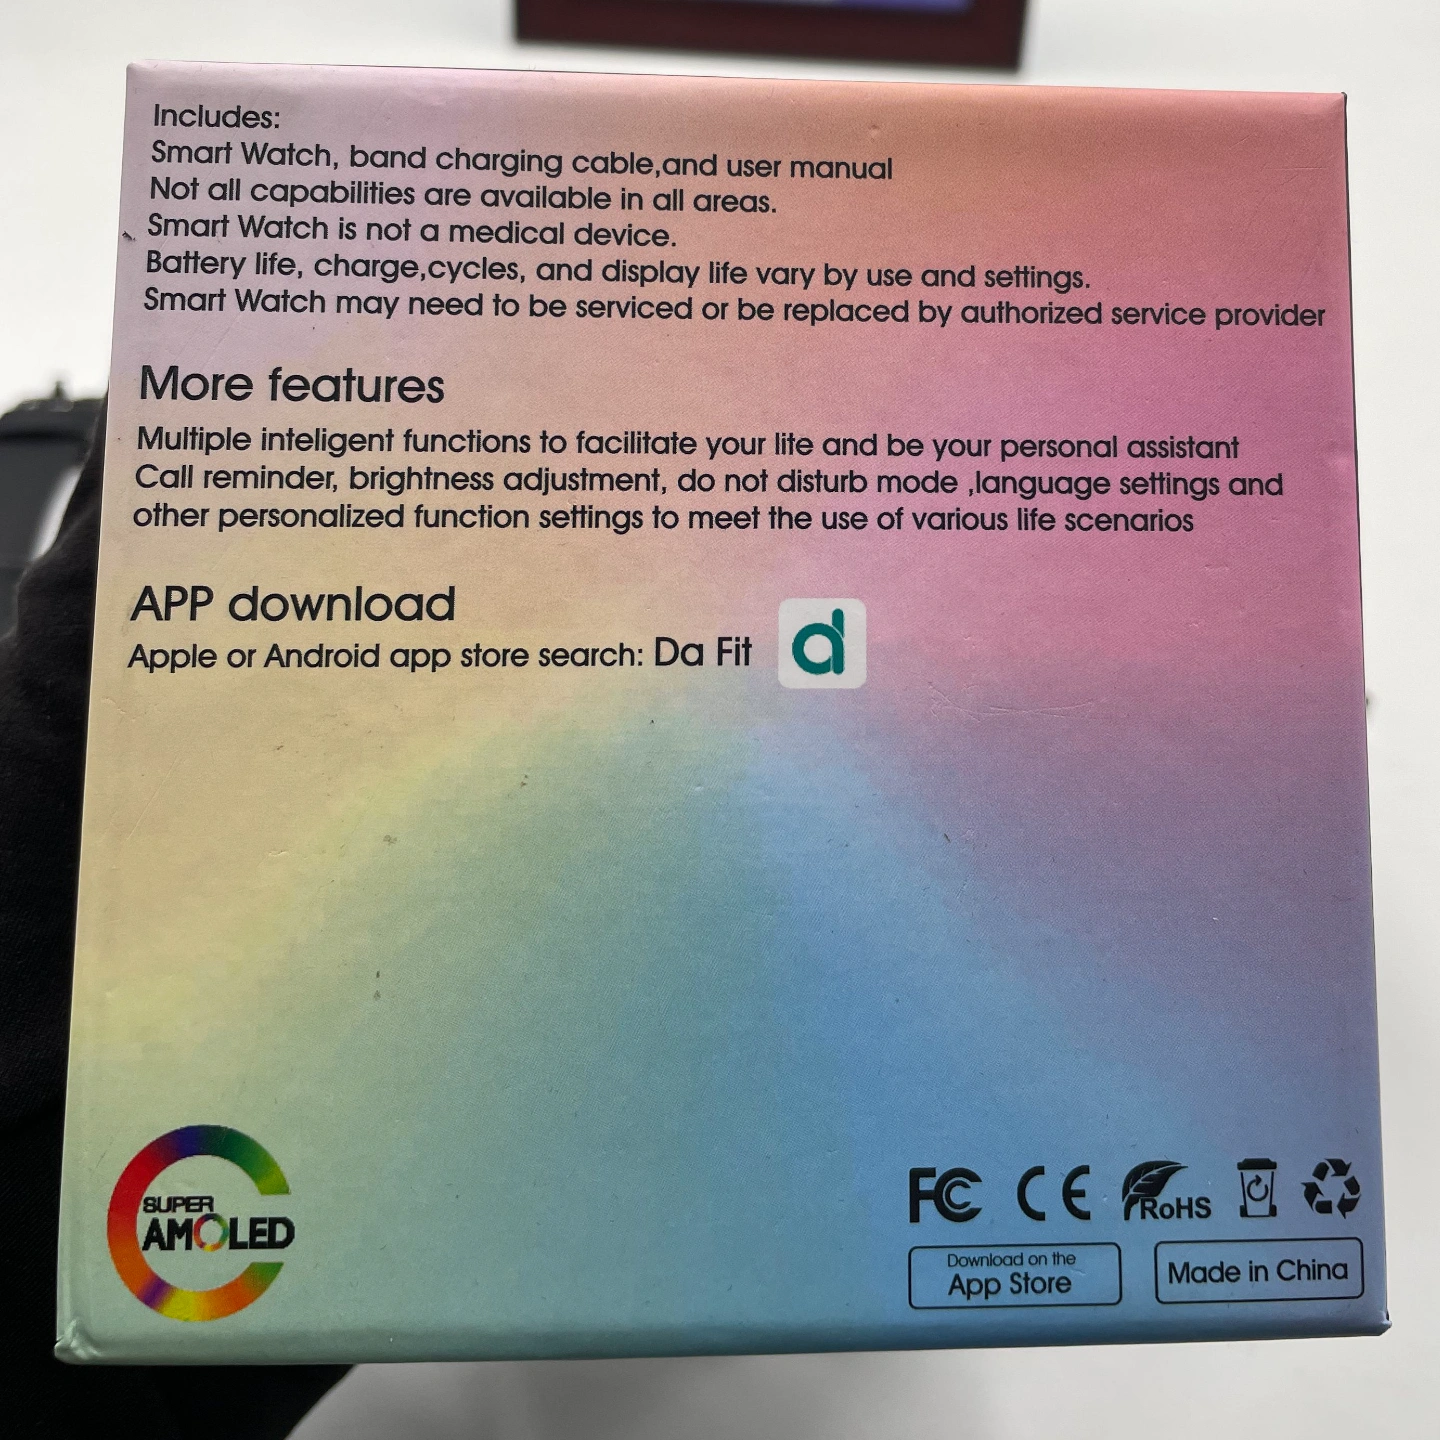 Includes:
Smart Watch, band charging cable,and user manual
Not all capabilities are available in all areas.
Smart Watch is not a medical device.
Battery life, charge,cycles, and display life vary by use and settings.
Smart Watch may need to be serviced or be replaced by authorized service provider
More features
Multiple inteligent functions to facilitate your lite and be your personal assistant
Call reminder, brightness adjustment, do not disturb mode ,language settings and
other personalized function settings to meet the use of various life scenarios
APP download
Apple or Android app store search: Da Fit d
SUPER
AMOLED
FC CE RoHS
Download on the
App Store
Made in China